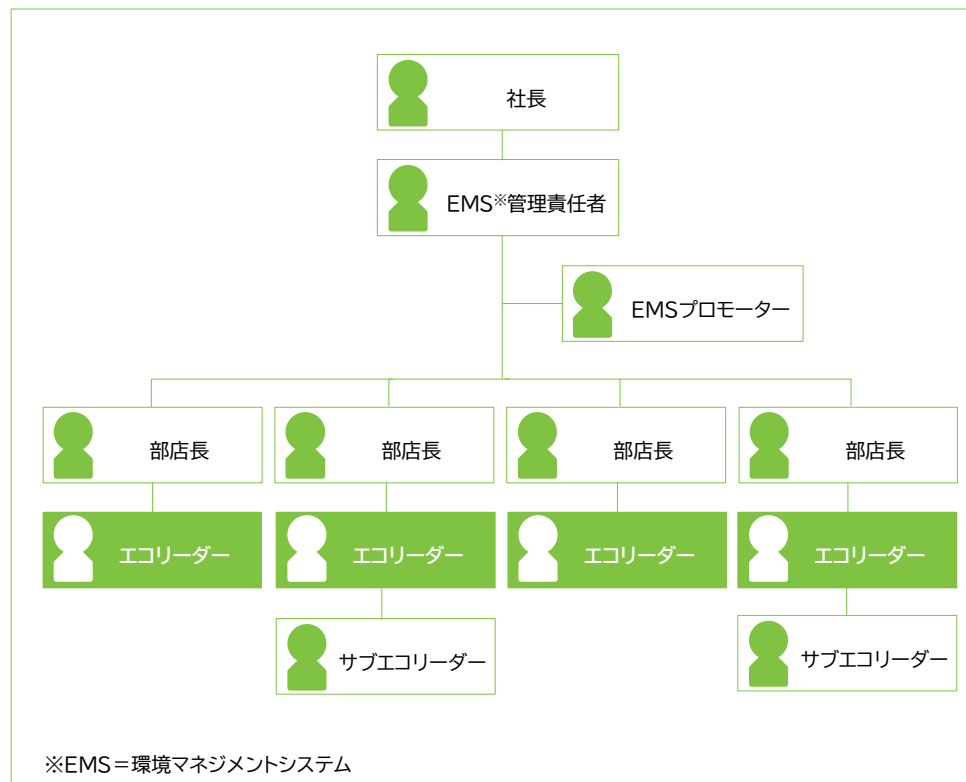 社長
EMS※管理責任者
EMSプロモーター
部店長
部店長
部店長
部店長
エコリーダー
エコリーダー
エコリーダー
エコリーダー
サブエコリーダー
サブエコリーダー
※EMS＝環境マネジメントシステム